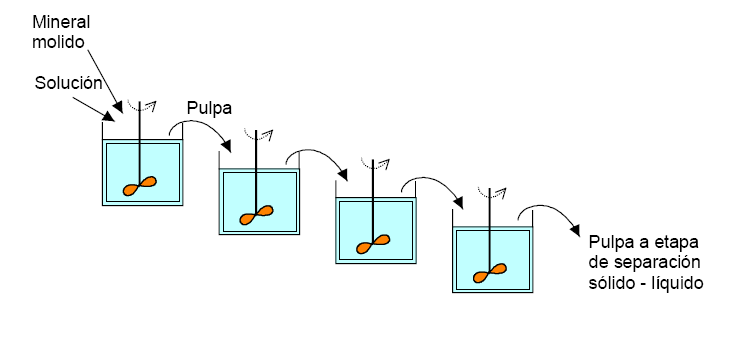 Mineral
molido
Solución
Pulpa
Pulpa a etapa
de separación
sólido - líquido